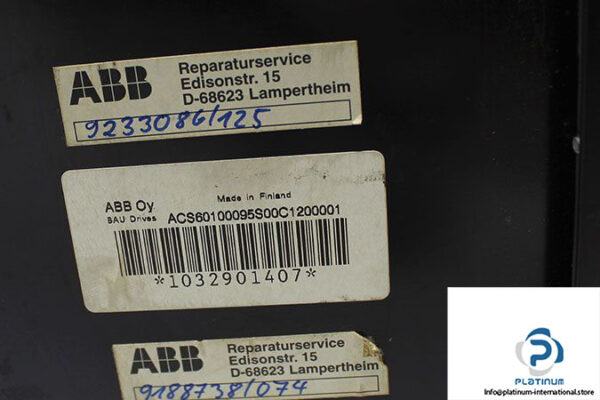 ABB
Reparaturservice
Edisonstr. 15
D-68623 Lampertheim
9233086/125
Made in Finland
ABB Oy
BAU Drives
ACS60100095S00C1200001
*1032901407*
ABB
Reparaturservice
Edisonstr. 15
D-68623 Lampertheim
9188738/074
PLATINUM
info@platinum-international.store